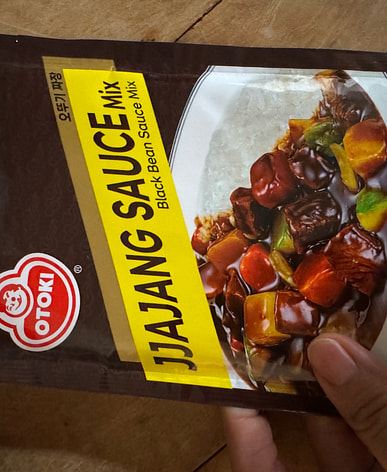 오뚜기 짜장
JJAJANG SAUCE Mix
Black Bean Sauce Mix
OTOKI
®